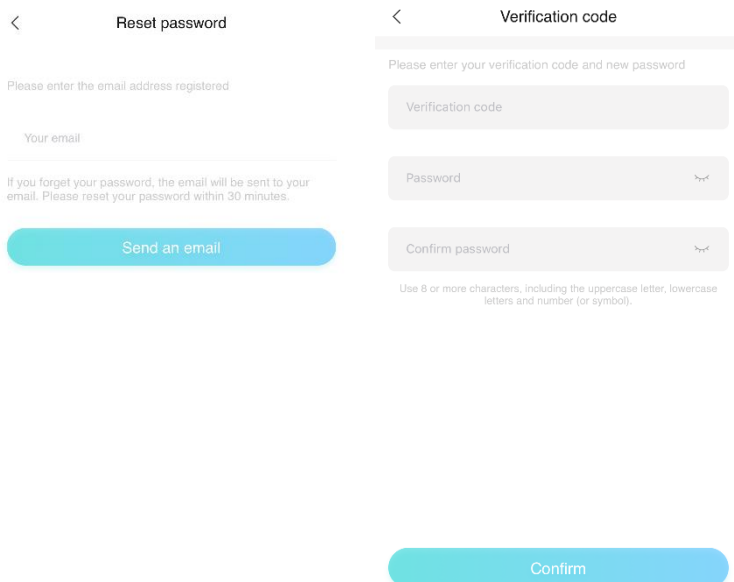 Reset password
Please enter the email address registered
Your email
If you forget your password, the email will be sent to your
email. Please reset your password within 30 minutes.
Send an email
Verification code
Please enter your verification code and new password
Verification code
Password
Confirm password
Use 8 or more characters, including the uppercase letter, lowercase
letters and number (or symbol).
Confirm